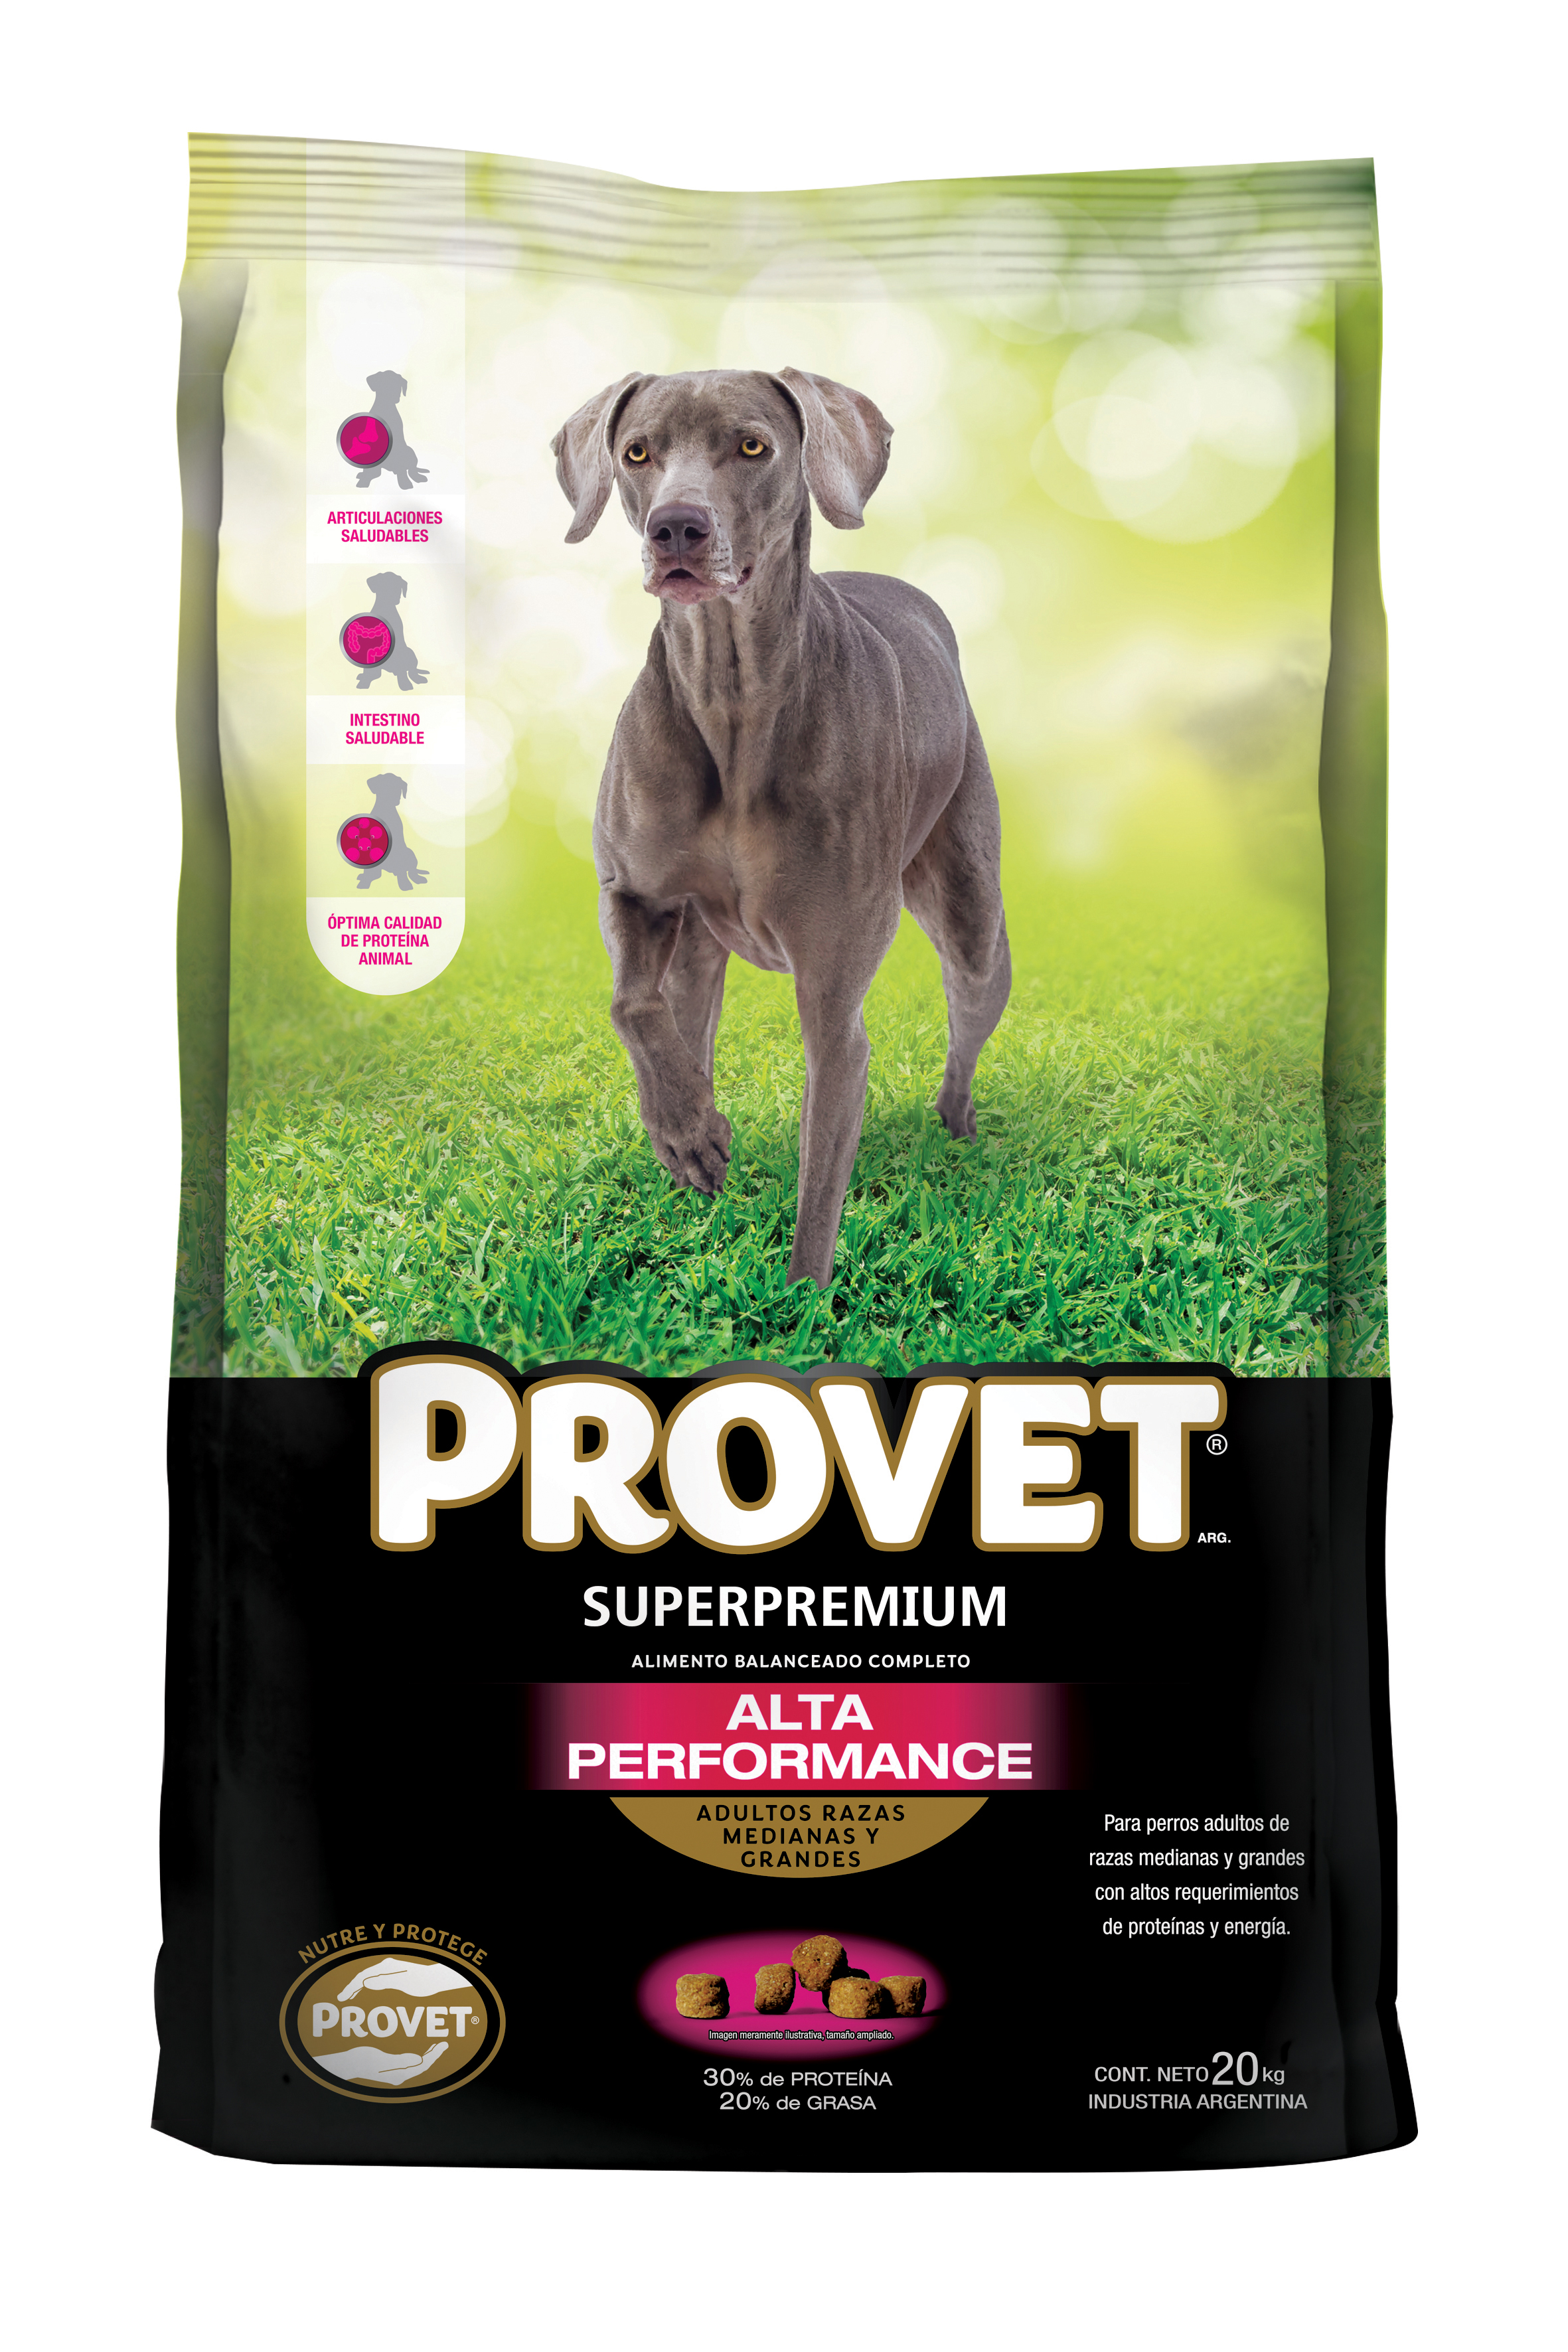 ARTICULACIONES
SALUDABLES
INTESTINO
SALUDABLE
ÓPTIMA CALIDAD
DE PROTEÍNA
ANIMAL
PROVET®
ARG.
SUPERPREMIUM
ALIMENTO BALANCEADO COMPLETO
ALTA
PERFORMANCE
ADULTOS RAZAS
MEDIANAS Y
GRANDES
Para perros adultos de
razas medianas y grandes
con altos requerimientos
de proteínas y energía.
NUTRE Y PROTEGE
PROVET®
Imagen meramente ilustrativa, tamaño ampliado.
30% de PROTEÍNA
20% de GRASA
CONT. NETO 20 kg
INDUSTRIA ARGENTINA